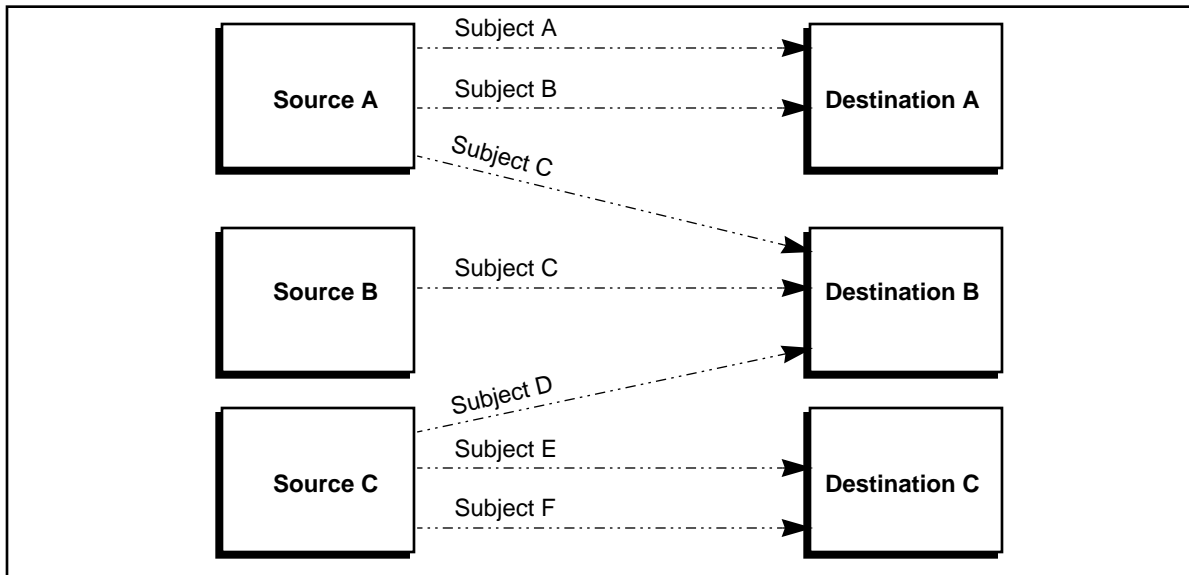 Subject A
Source A
Subject B
Destination A
Subject C
Source B
Subject C
Destination B
Subject D
Source C
Subject E
Destination C
Subject F